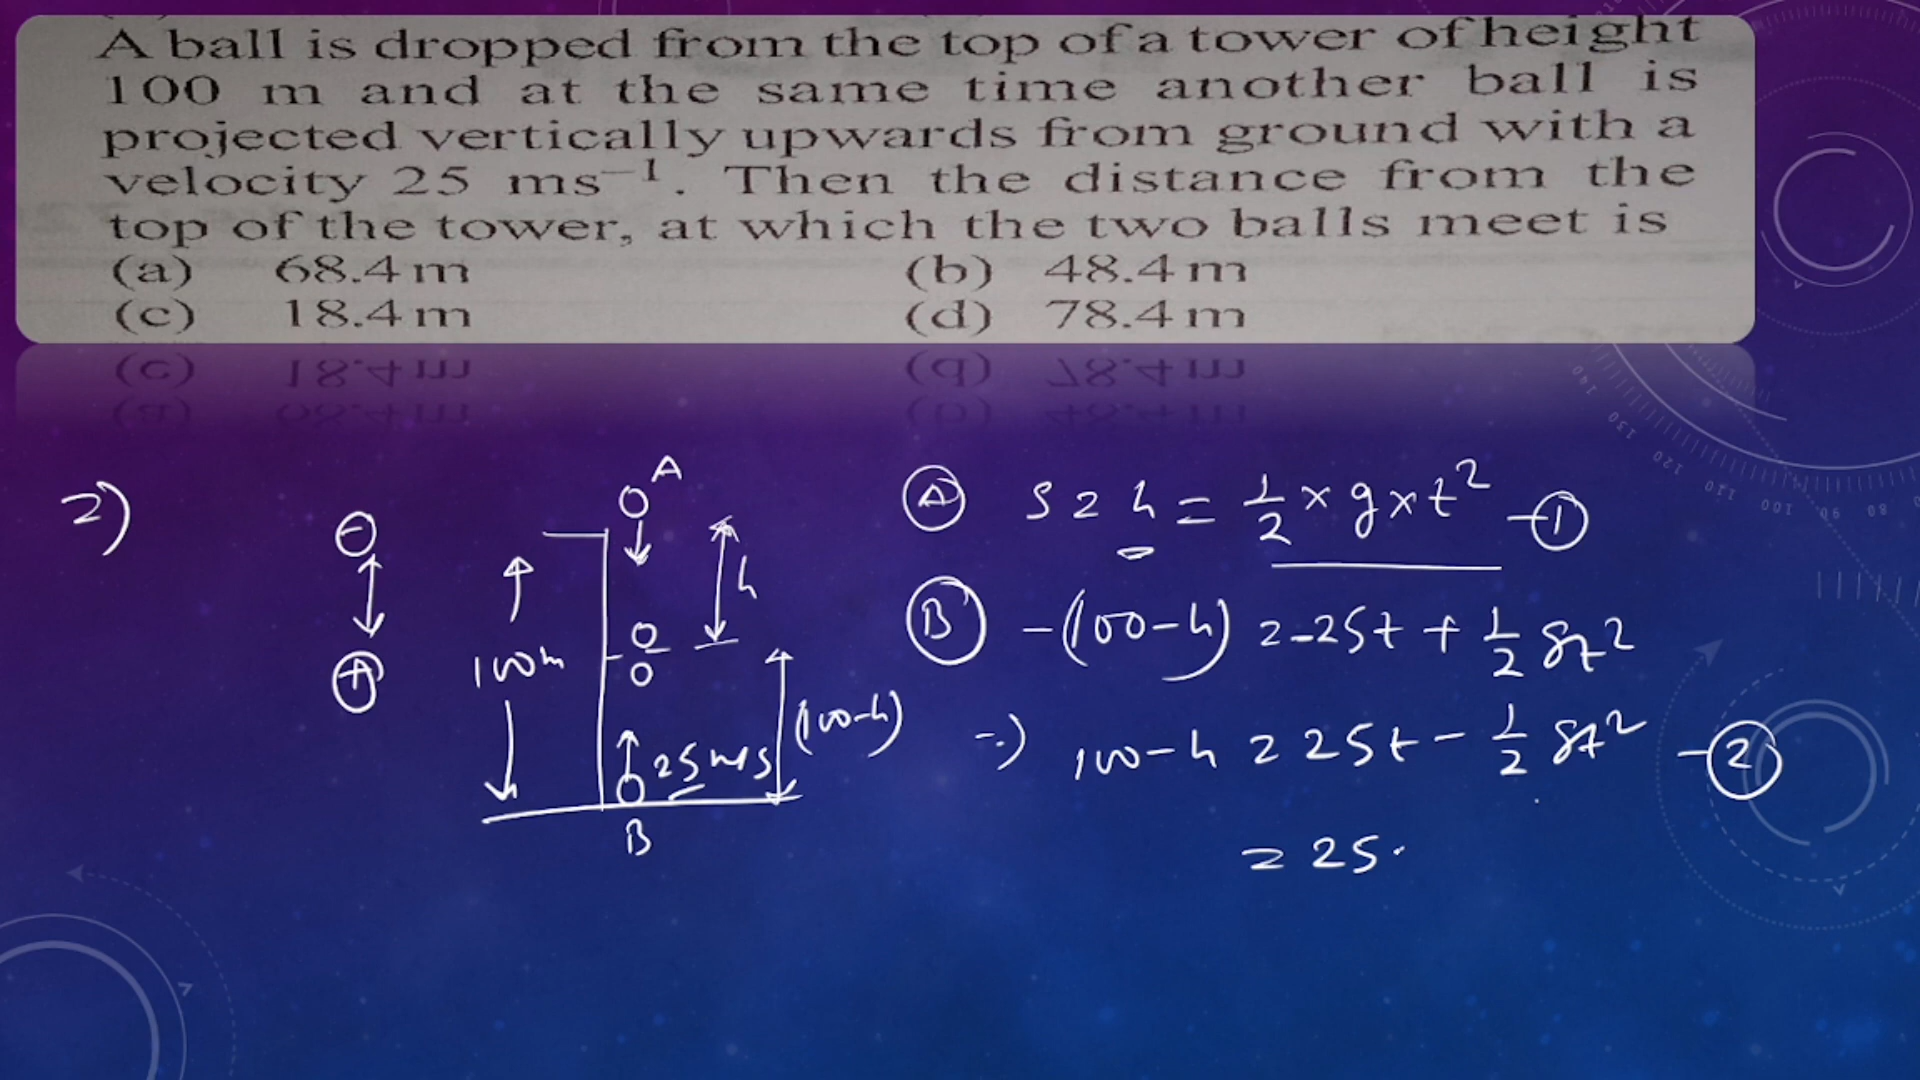 A ball is dropped from the top of a tower of height
100 m and at the same time another ball is
projected vertically upwards from ground with a
velocity 25 ms⁻¹. Then the distance from the
top of the tower, at which the two balls meet is
(a) 68.4 m (b) 48.4 m
(c) 18.4 m (d) 78.4 m
2)
A
h
100m
25 m/s
(100-h)
B
Ⓐ S = h = 1/2 × g × t² -①
Ⓑ -(100-h) = -25t + 1/2 gt²
100-h = 25t - 1/2 gt² -②
= 25.